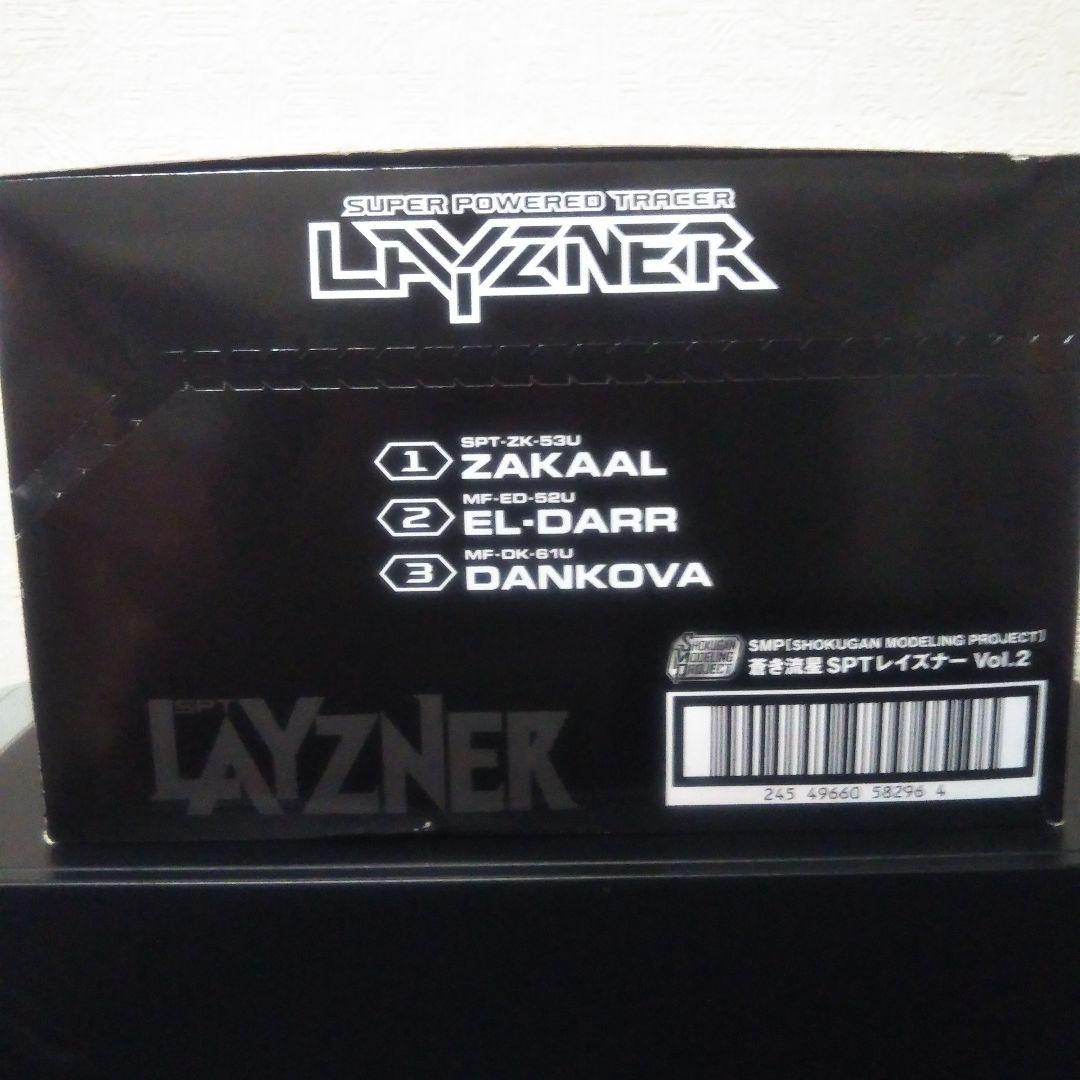 SUPER POWERED TRACER
LAYZNER
1 SPT-ZK-53U
ZAKAAL
2 MF-ED-52U
EL-DARR
3 MF-DK-61U
DANKOVA
SHOKUGAN
MODELING
PROJECT
SMP[SHOKUGAN MODELING PROJECT]
蒼き流星SPTレイズナー Vol.2
SPT
LAYZNER
245 49660 58296 4